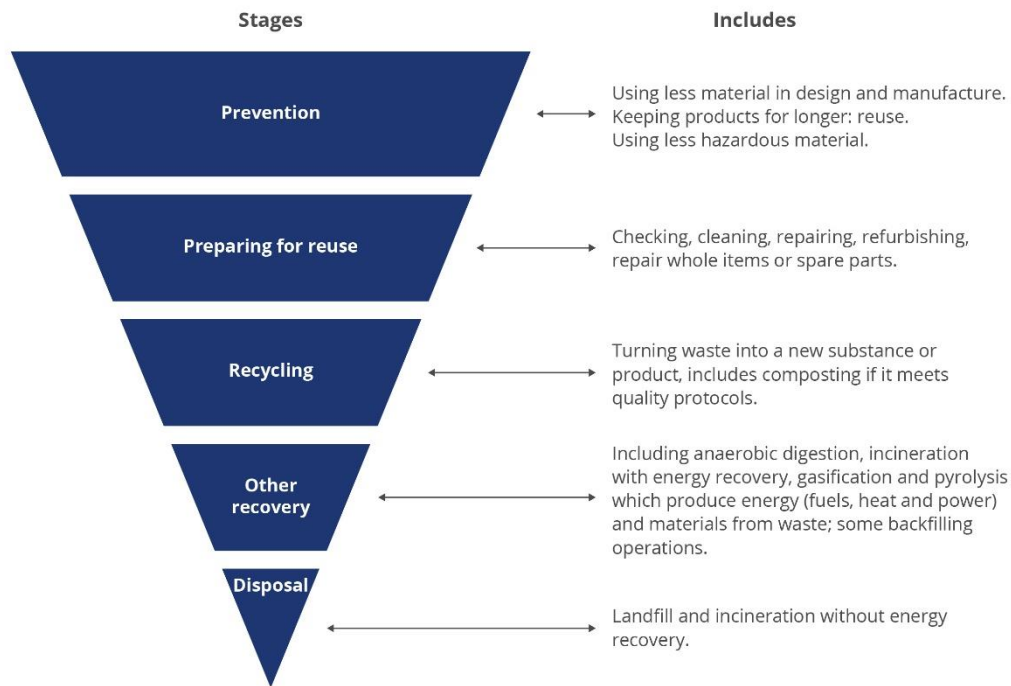 Stages
Includes
Prevention
Using less material in design and manufacture.
Keeping products for longer: reuse.
Using less hazardous material.
Preparing for reuse
Checking, cleaning, repairing, refurbishing,
repair whole items or spare parts.
Recycling
Turning waste into a new substance or
product, includes composting if it meets
quality protocols.
Other
recovery
Including anaerobic digestion, incineration
with energy recovery, gasification and pyrolysis
which produce energy (fuels, heat and power)
and materials from waste; some backfilling
operations.
Disposal
Landfill and incineration without energy
recovery.